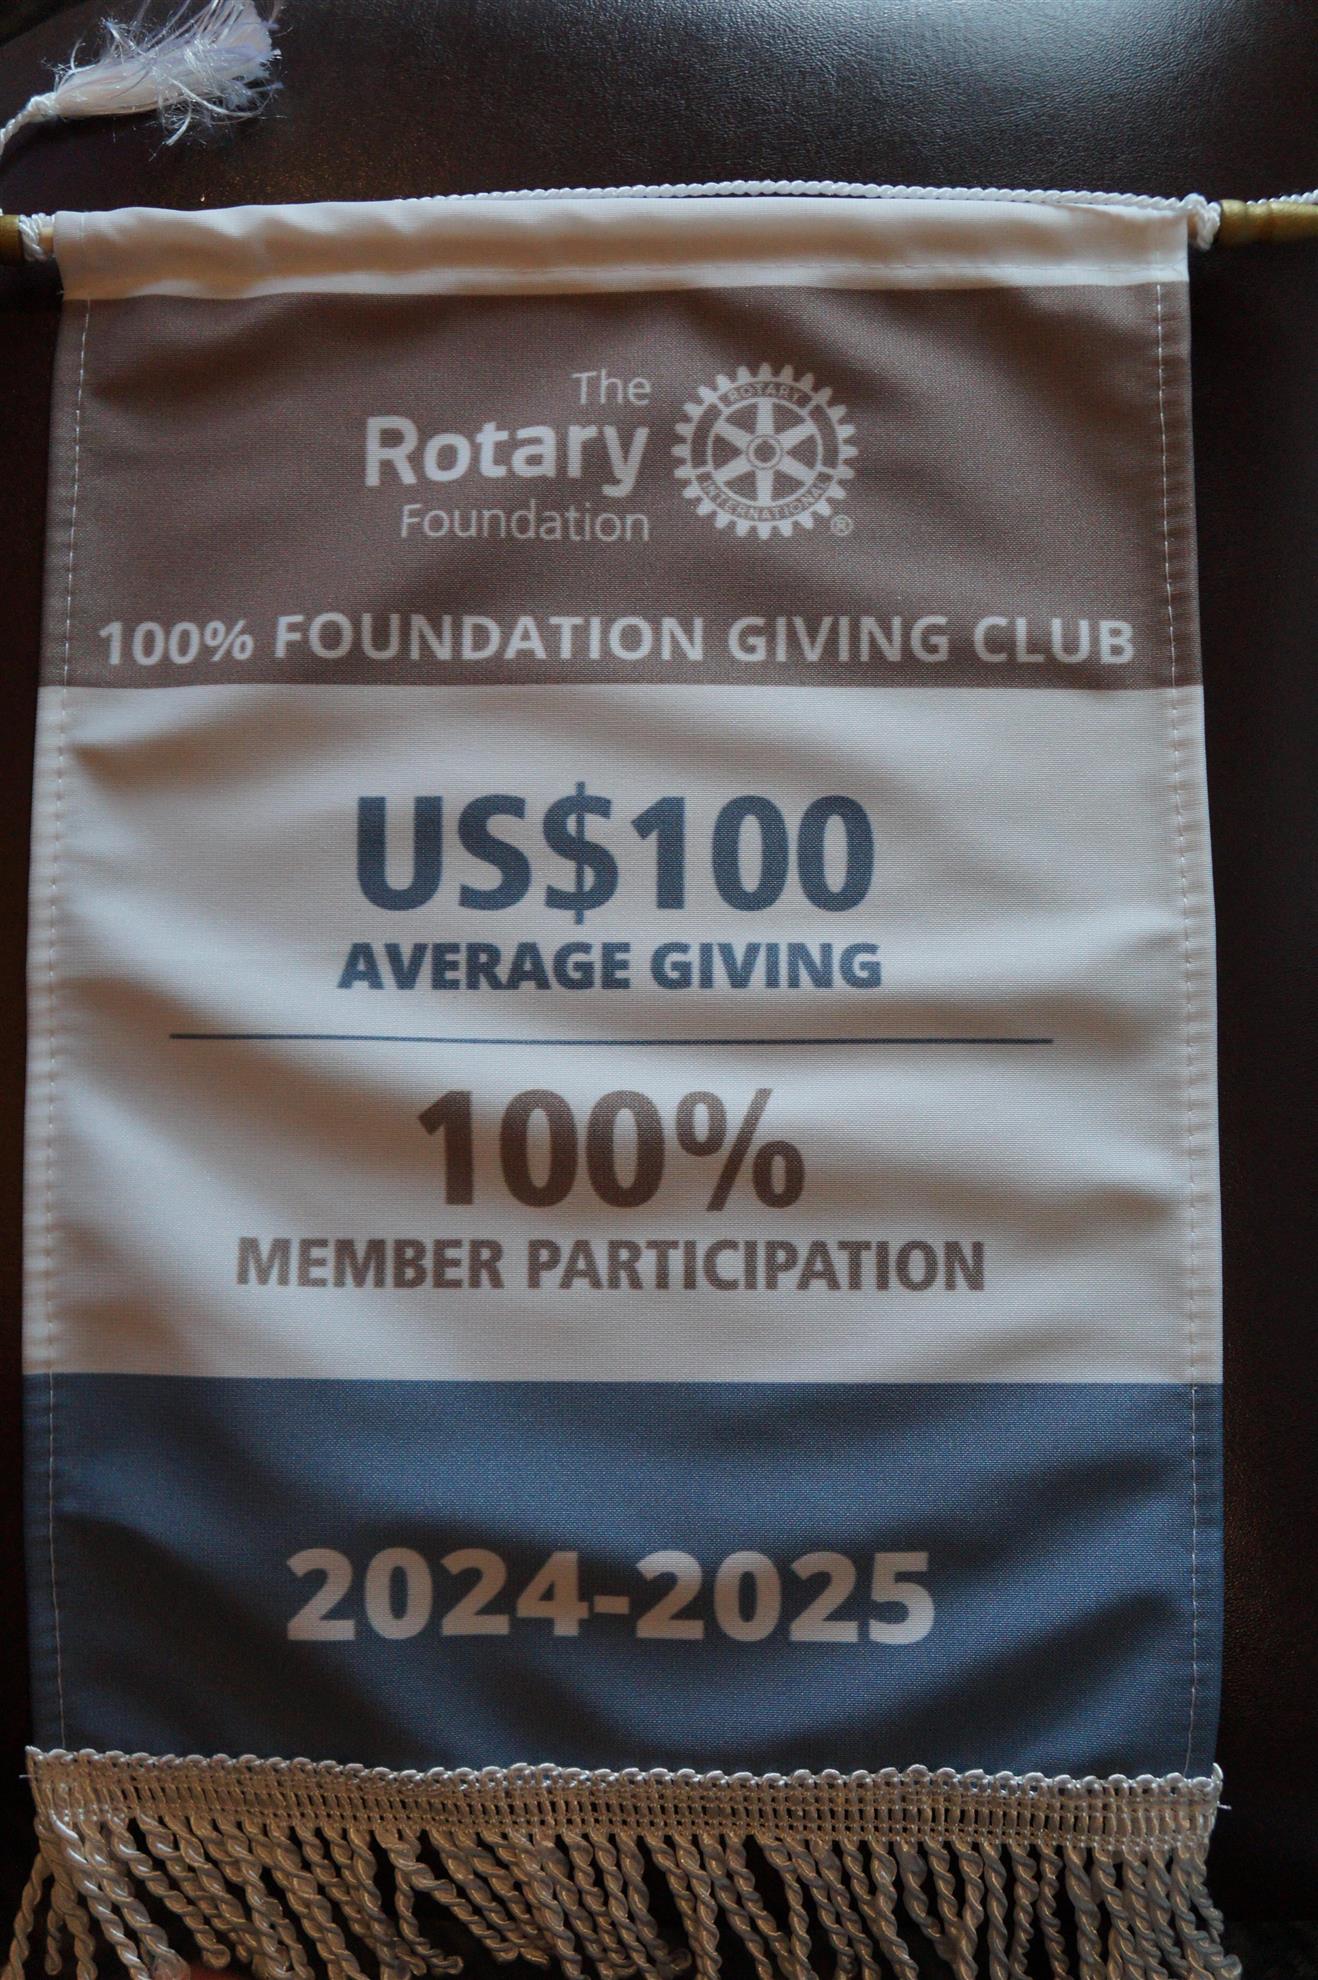 The
Rotary
Foundation
ROTARY
INTERNATIONAL
®
100% FOUNDATION GIVING CLUB
US$100
AVERAGE GIVING
100%
MEMBER PARTICIPATION
2024-2025